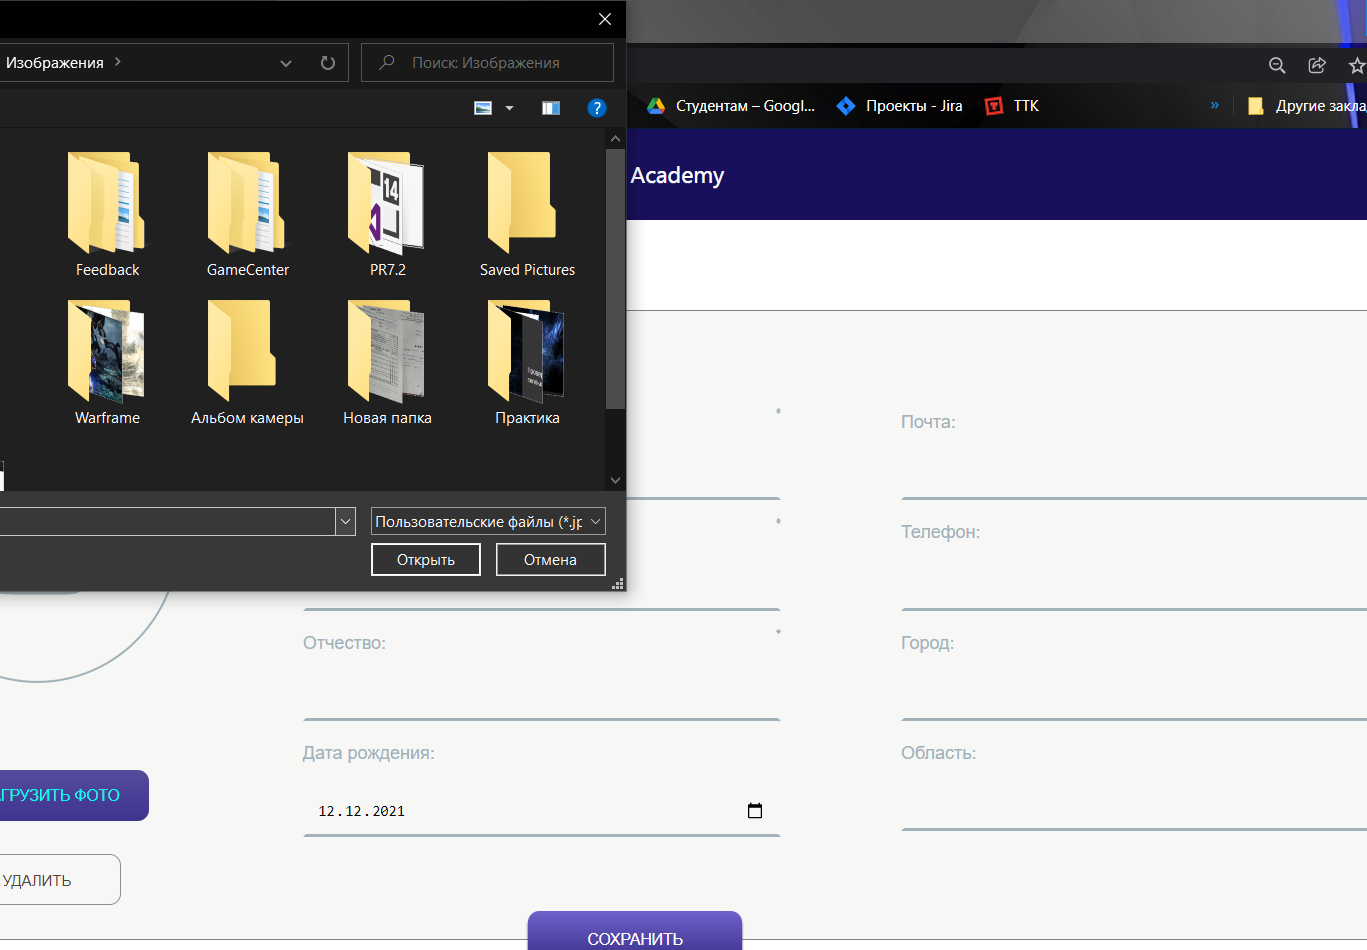 Изображения
Поиск: Изображения
Студентам – Googl...
Проекты - Jira
ТТК
»
Другие закла
Academy
Feedback
GameCenter
PR7.2
Saved Pictures
Warframe
Альбом камеры
Новая папка
Практика
14
Пользовательские файлы (*.jp
Открыть
Отмена
Почта:
Телефон:
Отчество:
Город:
Дата рождения:
Область:
12.12.2021
ГРУЗИТЬ ФОТО
УДАЛИТЬ
СОХРАНИТЬ